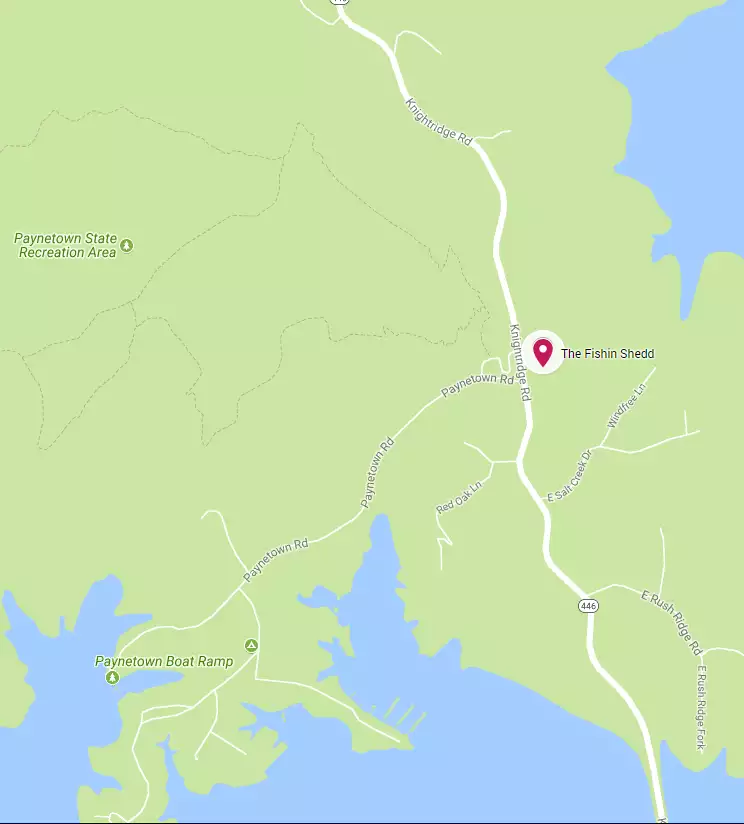 Knightridge Rd
Paynetown State
Recreation Area
Knightridge Rd
The Fishin Shedd
Paynetown Rd
Windfree Ln
Paynetown Rd
E Salt Creek Dr
Red Oak Ln
Paynetown Rd
446
E Rush Ridge Rd
Paynetown Boat Ramp
E Rush Ridge Fork